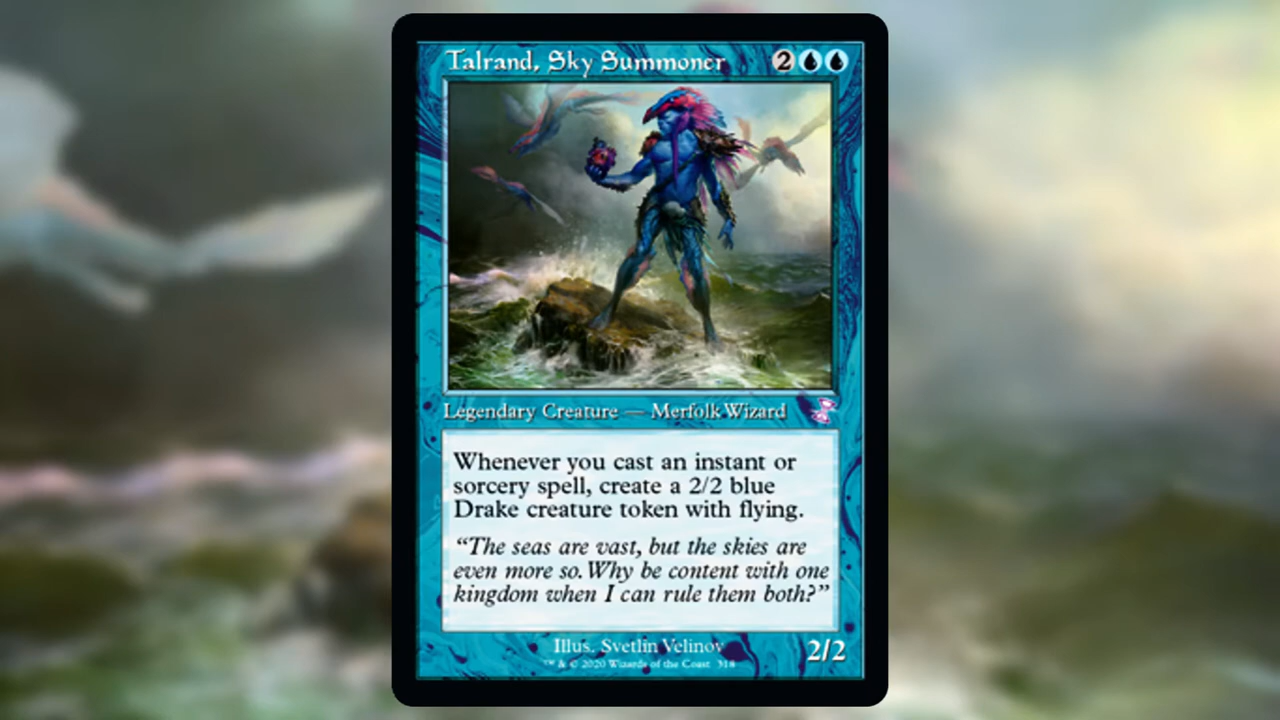 Talrand, Sky Summoner 2
Legendary Creature — Merfolk Wizard
Whenever you cast an instant or
sorcery spell, create a 2/2 blue
Drake creature token with flying.
“The seas are vast, but the skies are
even more so. Why be content with one
kingdom when I can rule them both?”
Illus. Svetlin Velinov
2/2
™ & © 2020 Wizards of the Coast 318